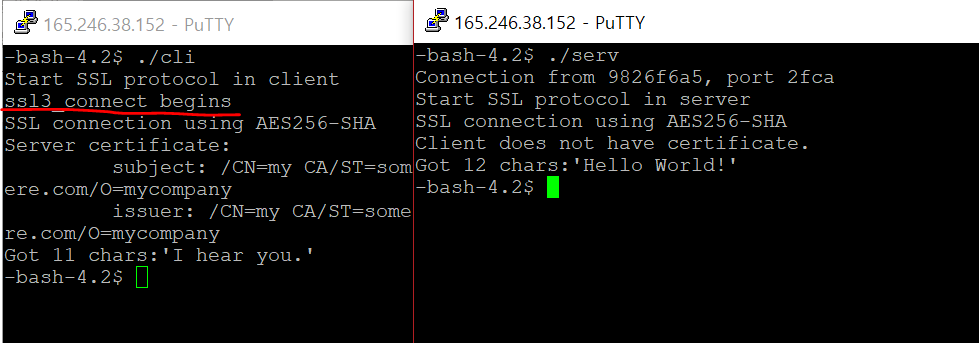 165.246.38.152 - PuTTY
-bash-4.2$ ./cli
Start SSL protocol in client
ssl3_connect begins
SSL connection using AES256-SHA
Server certificate:
subject: /CN=my CA/ST=som
ere.com/O=mycompany
issuer: /CN=my CA/ST=some
re.com/O=mycompany
Got 11 chars:'I hear you.'
-bash-4.2$
165.246.38.152 - PuTTY
-bash-4.2$ ./serv
Connection from 9826f6a5, port 2fca
Start SSL protocol in server
SSL connection using AES256-SHA
Client does not have certificate.
Got 12 chars:'Hello World!'
-bash-4.2$